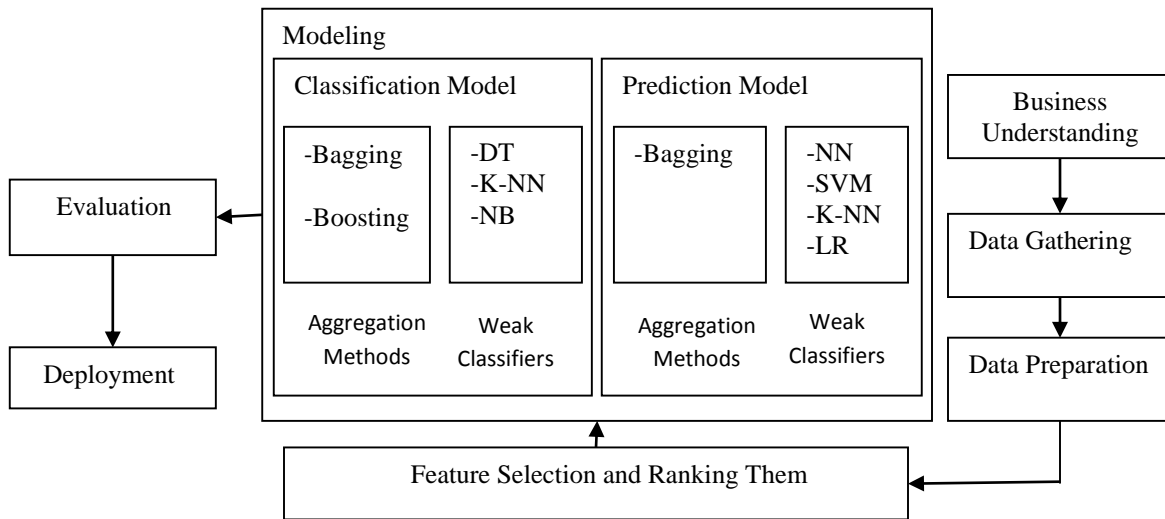 Modeling
Classification Model
-Bagging
-Boosting
-DT
-K-NN
-NB
Aggregation
Methods
Weak
Classifiers
Prediction Model
-Bagging
-NN
-SVM
-K-NN
-LR
Aggregation
Methods
Weak
Classifiers
Business
Understanding
Data Gathering
Data Preparation
Feature Selection and Ranking Them
Evaluation
Deployment